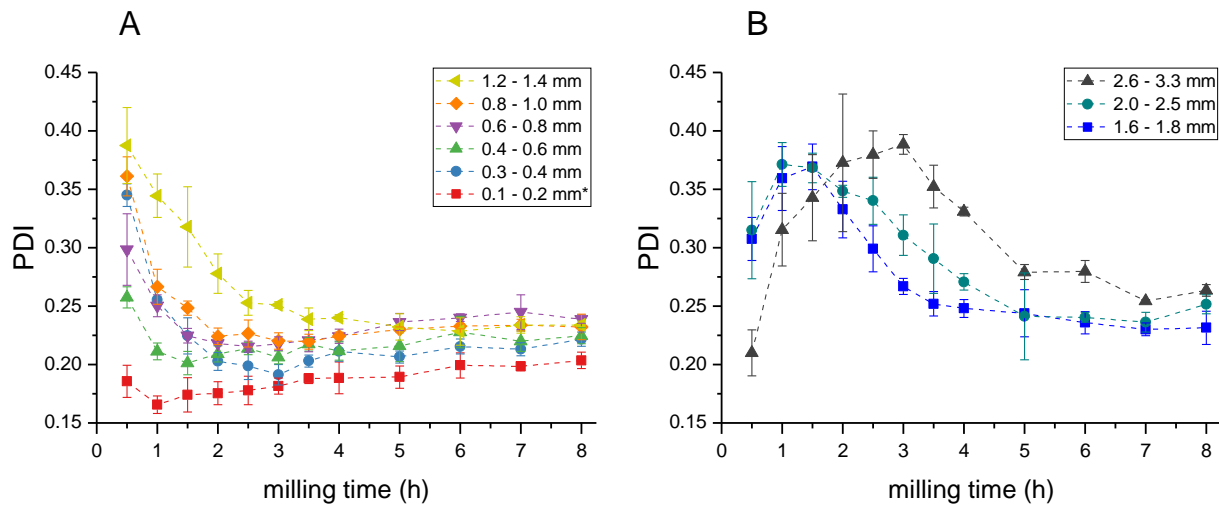 A
PDI
0.45
0.40
0.35
0.30
0.25
0.20
0.15
0 1 2 3 4 5 6 7 8
milling time (h)
1.2 - 1.4 mm
0.8 - 1.0 mm
0.6 - 0.8 mm
0.4 - 0.6 mm
0.3 - 0.4 mm
0.1 - 0.2 mm*
B
PDI
0.45
0.40
0.35
0.30
0.25
0.20
0.15
0 1 2 3 4 5 6 7 8
milling time (h)
2.6 - 3.3 mm
2.0 - 2.5 mm
1.6 - 1.8 mm